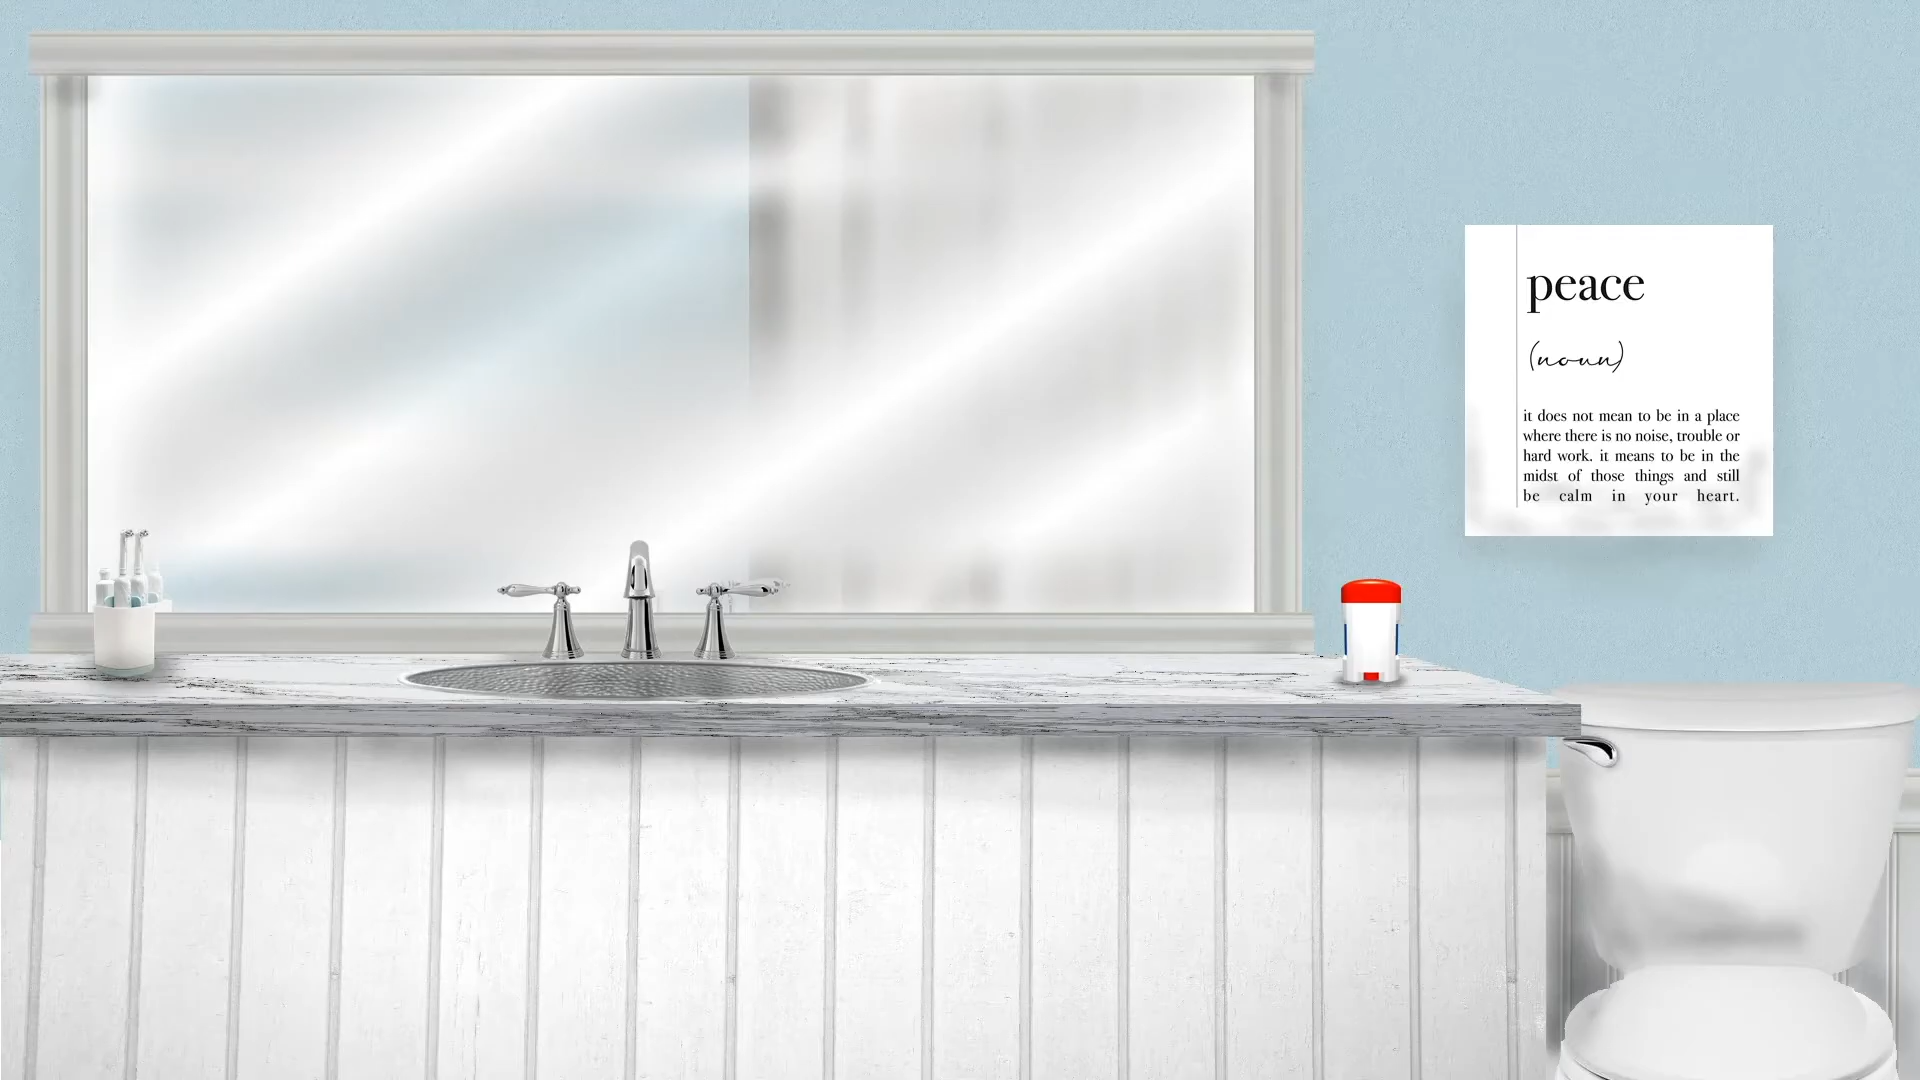 peace
(noun)
it does not mean to be in a place
where there is no noise, trouble or
hard work. it means to be in the
midst of those things and still
be calm in your heart.